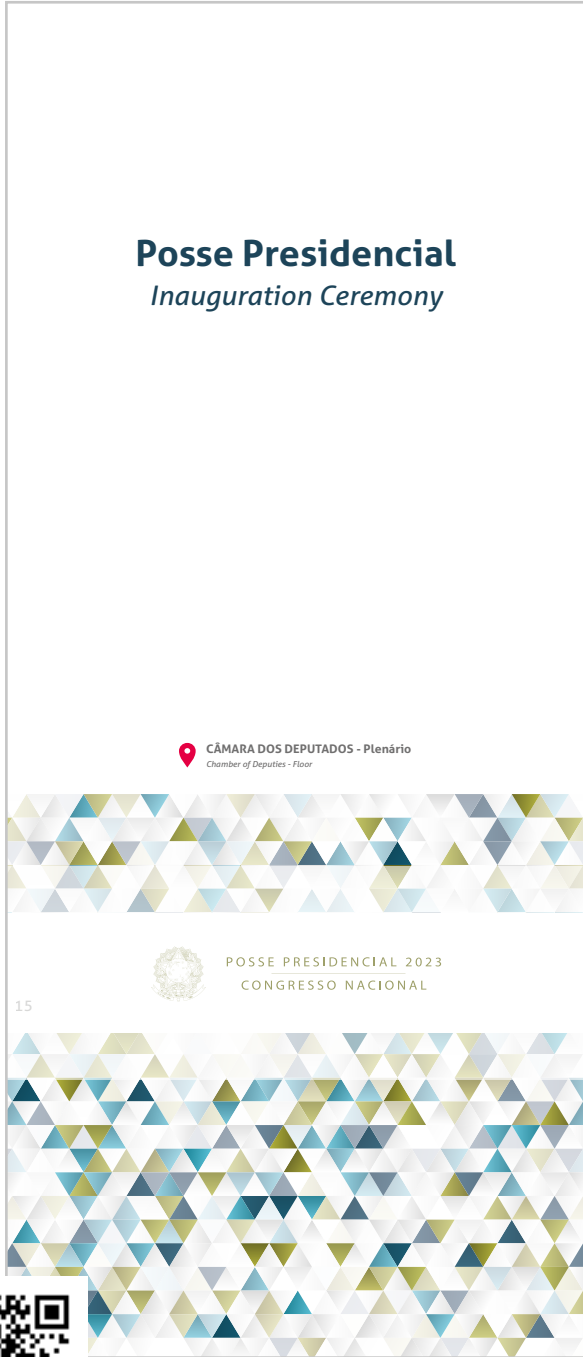 Posse Presidencial
Inauguration Ceremony
CÂMARA DOS DEPUTADOS - Plenário
Chamber of Deputies - Floor
POSSE PRESIDENCIAL 2023
CONGRESSO NACIONAL
15